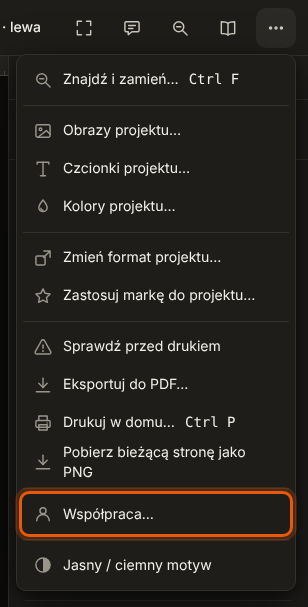 · lewa
Znajdź i zamień... Ctrl F
Obrazy projektu...
Czcionki projektu...
Kolory projektu...
Zmień format projektu...
Zastosuj markę do projektu...
Sprawdź przed drukiem
Eksportuj do PDF...
Drukuj w domu... Ctrl P
Pobierz bieżącą stronę jako
PNG
Współpraca...
Jasny / ciemny motyw